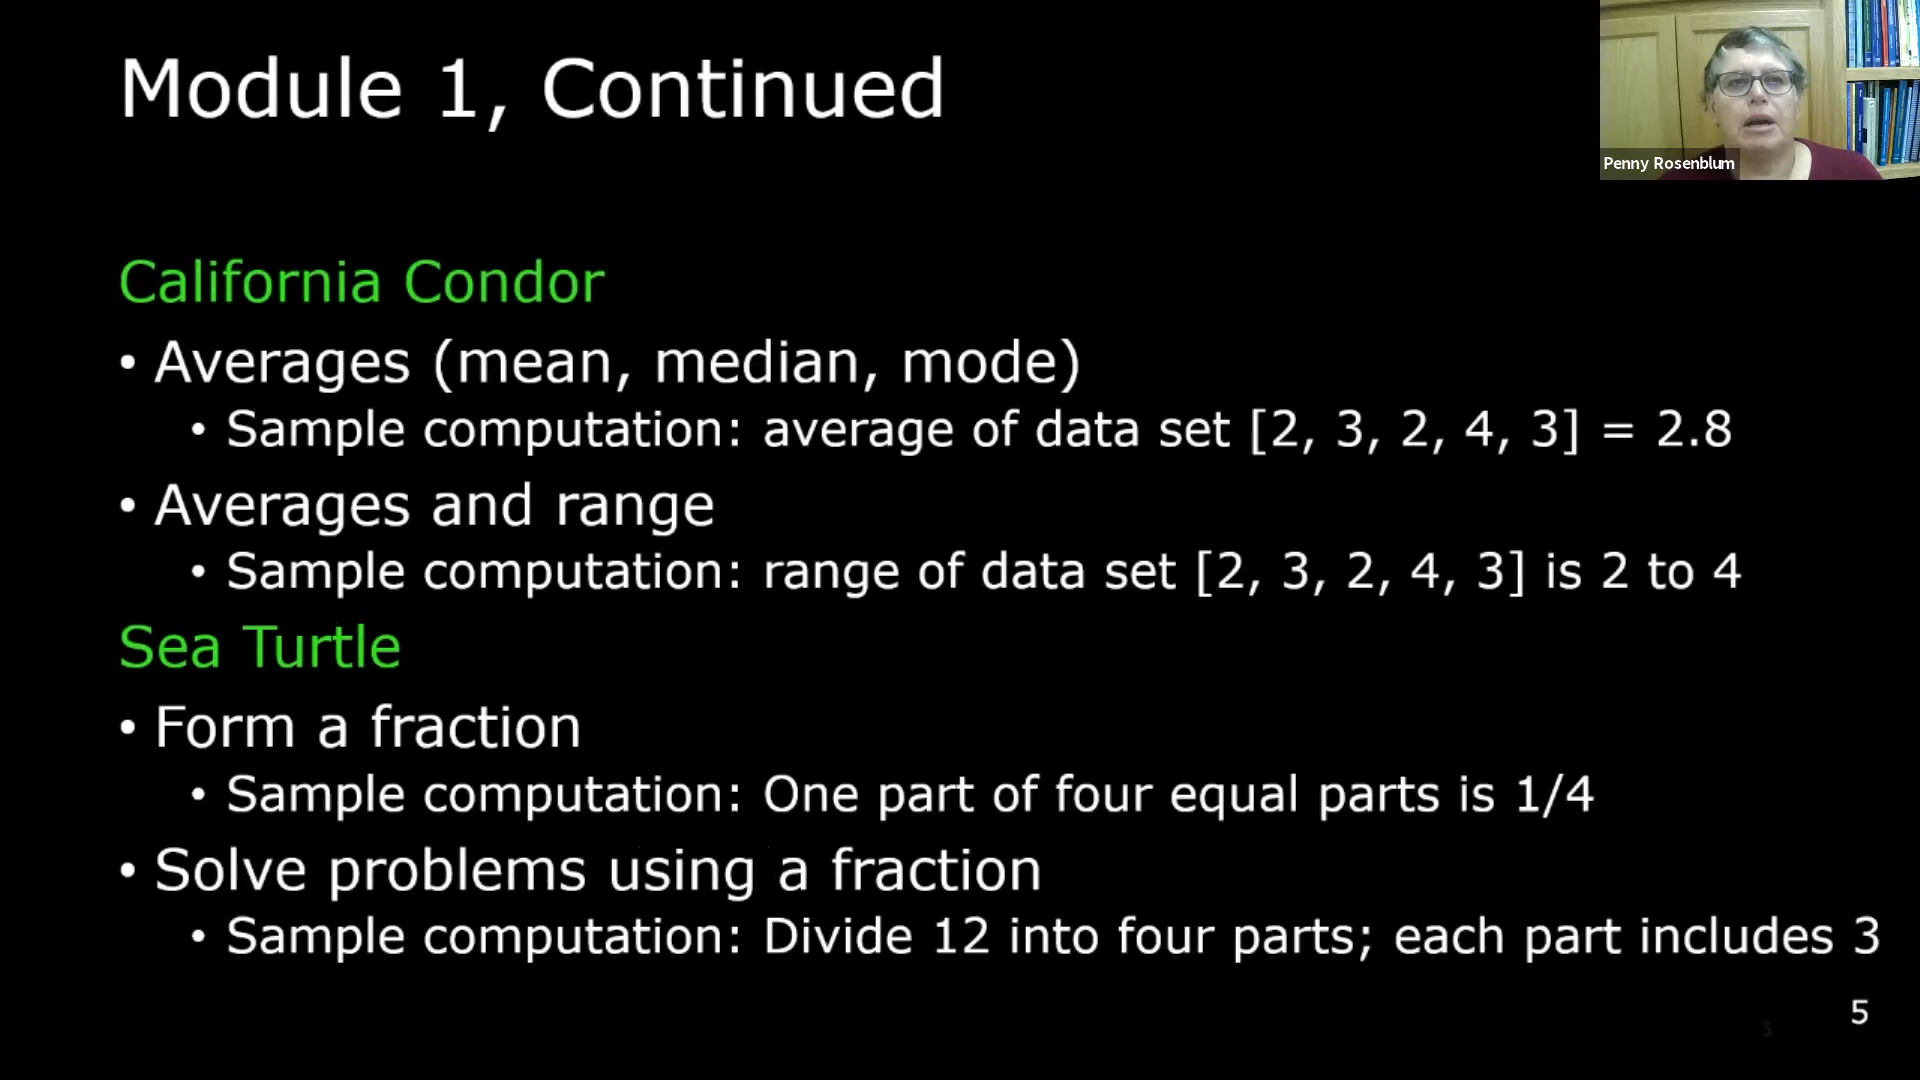 Module 1, Continued
Penny Rosenblum
California Condor
• Averages (mean, median, mode)
• Sample computation: average of data set [2, 3, 2, 4, 3] = 2.8
• Averages and range
• Sample computation: range of data set [2, 3, 2, 4, 3] is 2 to 4
Sea Turtle
• Form a fraction
• Sample computation: One part of four equal parts is 1/4
• Solve problems using a fraction
• Sample computation: Divide 12 into four parts; each part includes 3
5